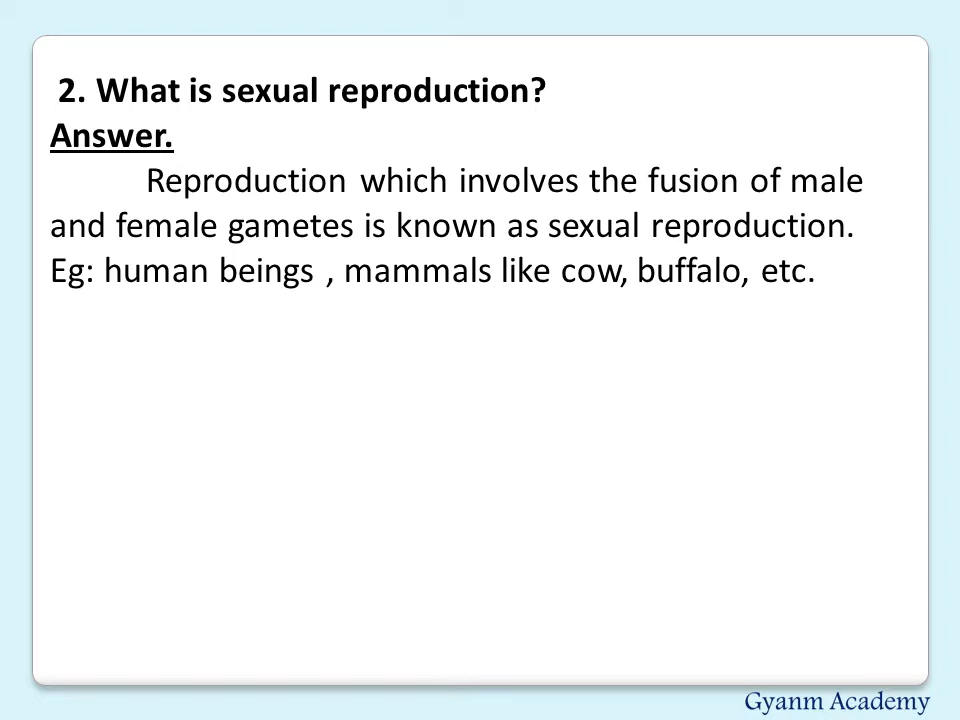 2. What is sexual reproduction?
Answer.
Reproduction which involves the fusion of male
and female gametes is known as sexual reproduction.
Eg: human beings , mammals like cow, buffalo, etc.
Gyanm Academy